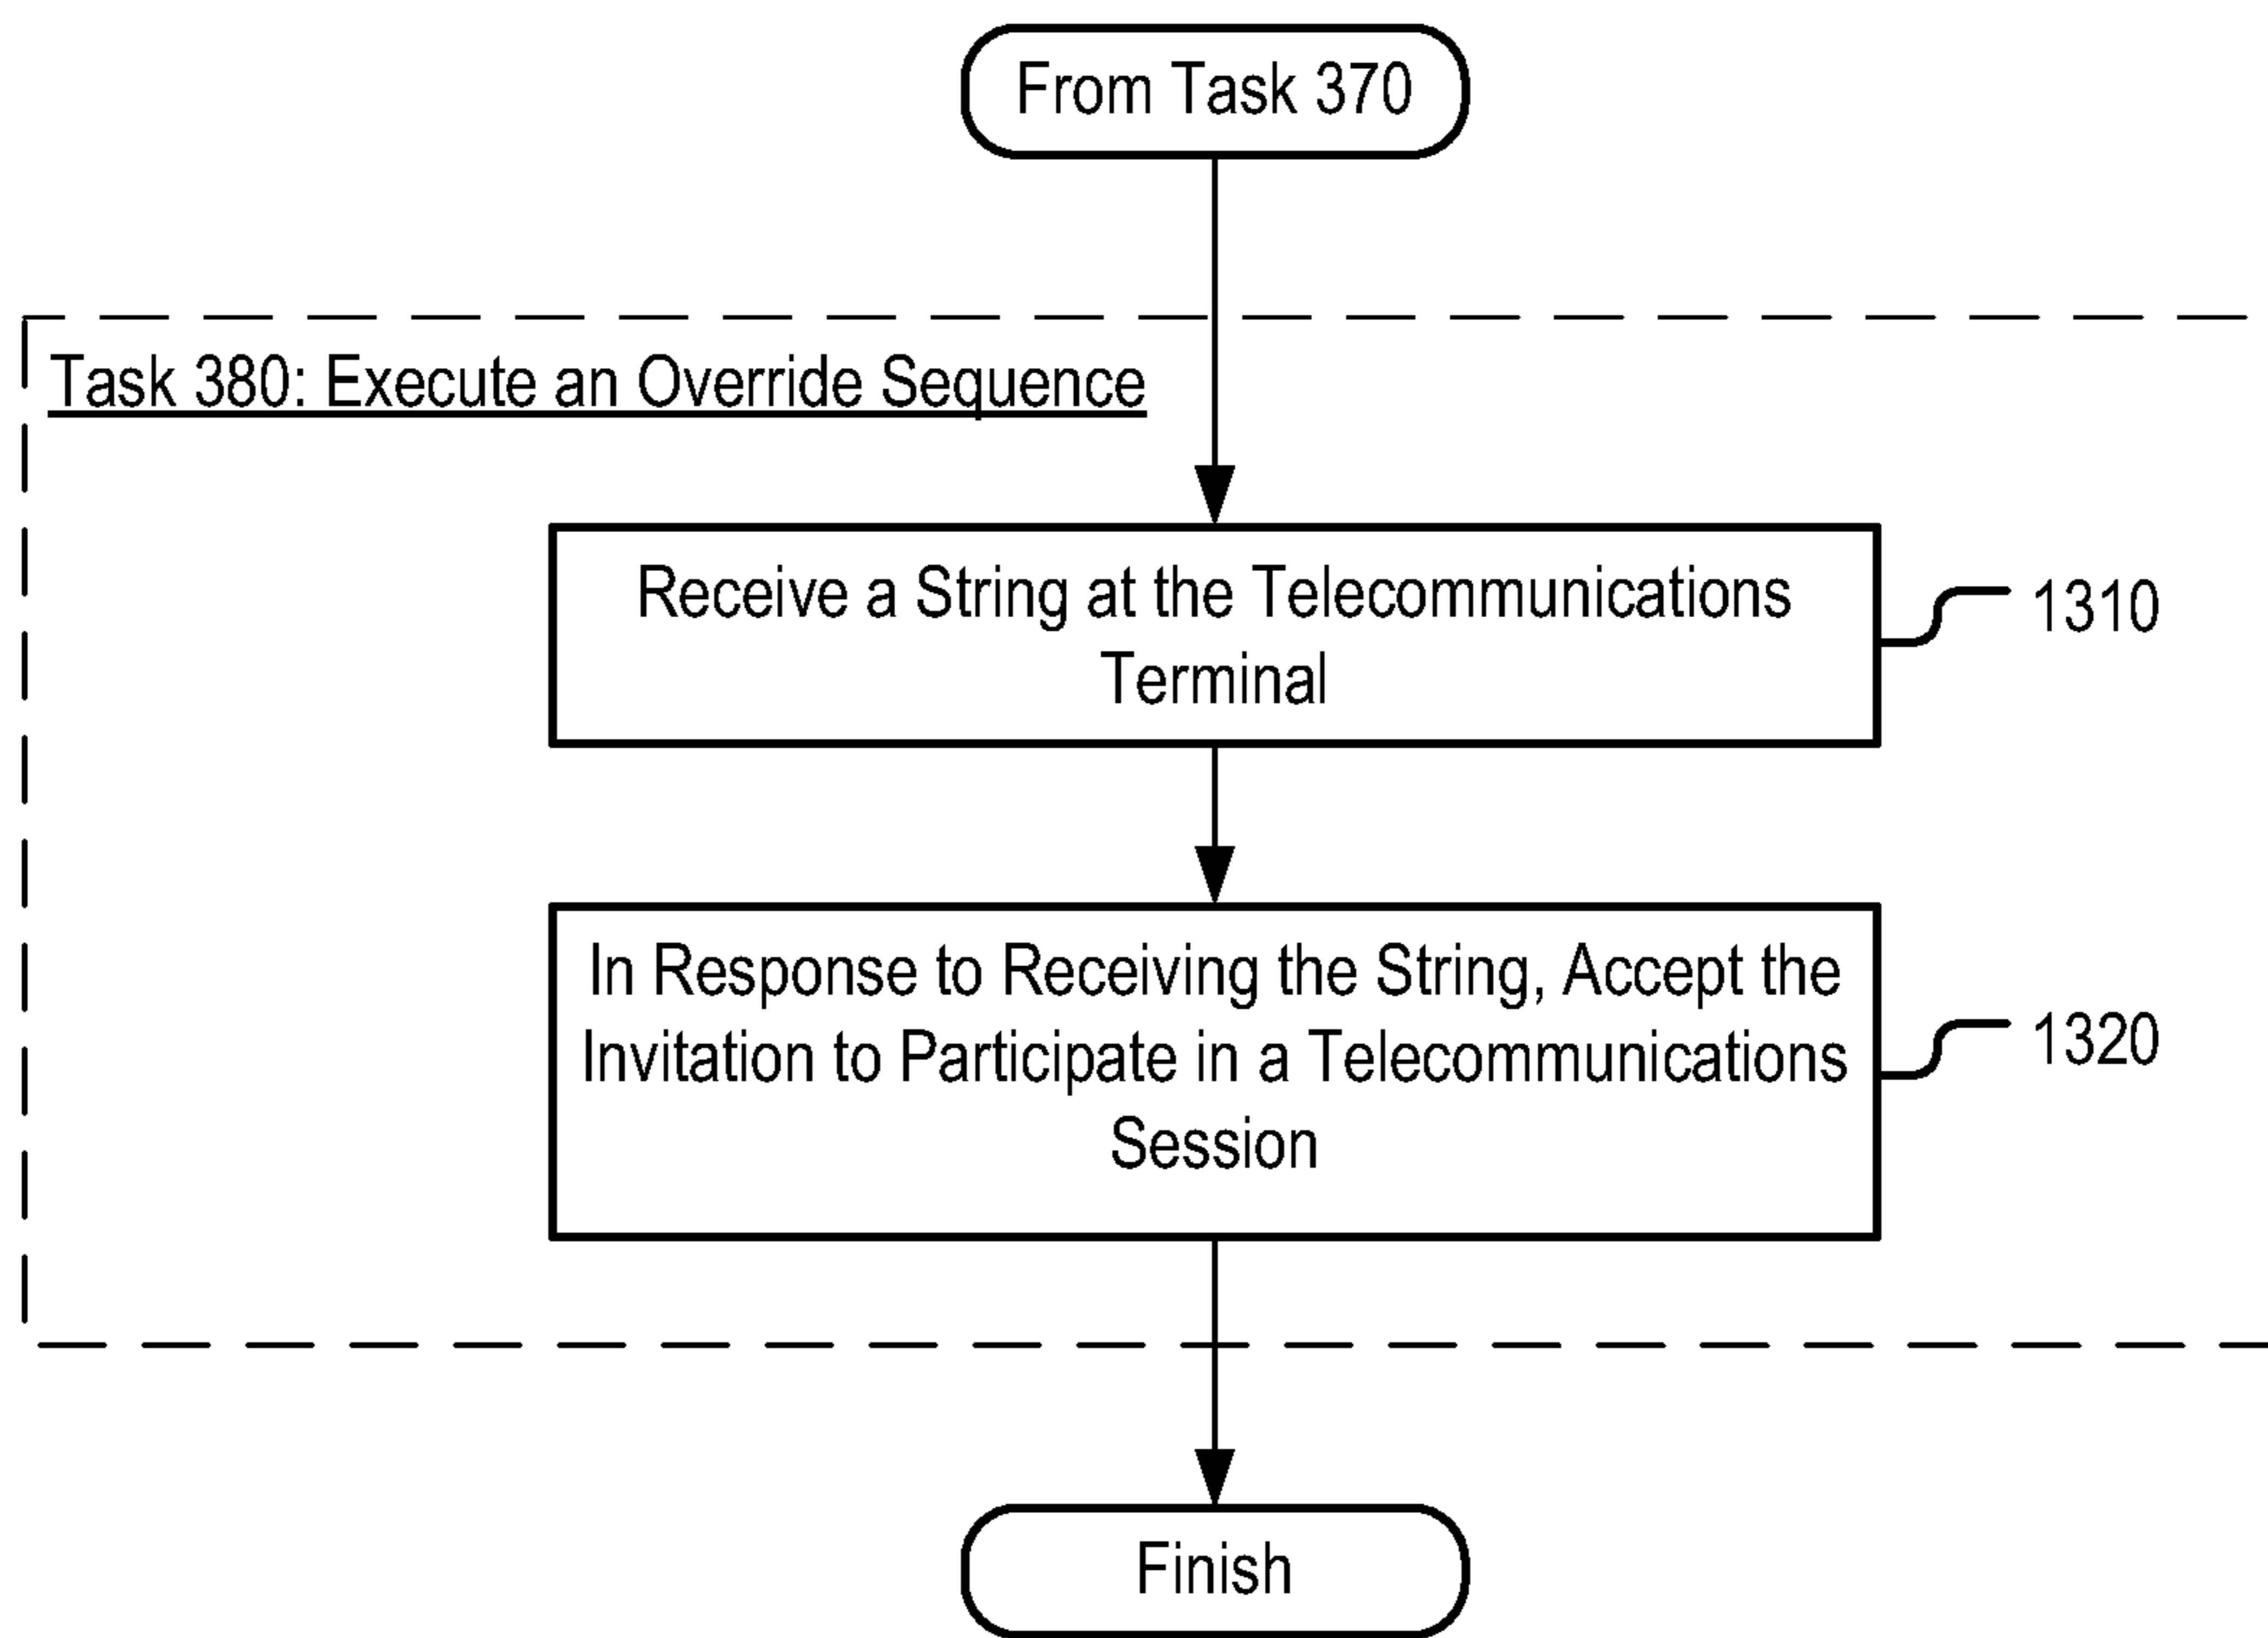 From Task 370
Task 380: Execute an Override Sequence
Receive a String at the Telecommunications
Terminal
1310
In Response to Receiving the String, Accept the
Invitation to Participate in a Telecommunications
Session
1320
Finish